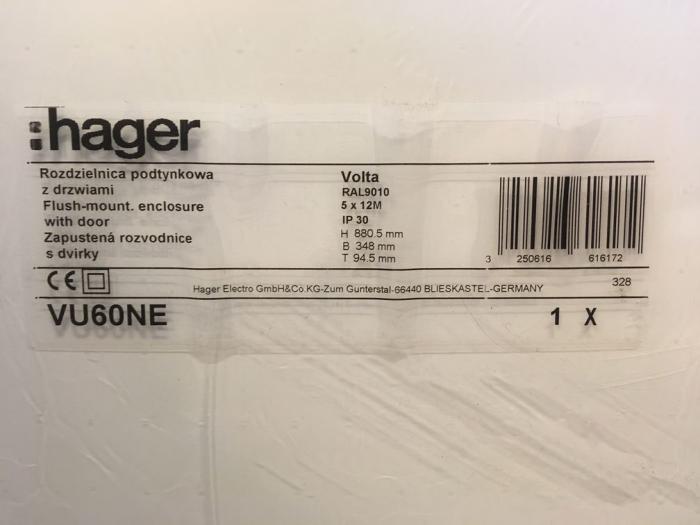 :hager
Rozdzielnica podtynkowa
z drzwiami
Flush-mount. enclosure
with door
Zapustená rozvodnice
s dvirky
Volta
RAL9010
5 x 12M
IP 30
H 880.5 mm
B 348 mm
T 94.5 mm
3 250616 616172
CE
Hager Electro GmbH&Co.KG-Zum Gunterstal-66440 BLIESKASTEL-GERMANY
328
VU60NE
1 X